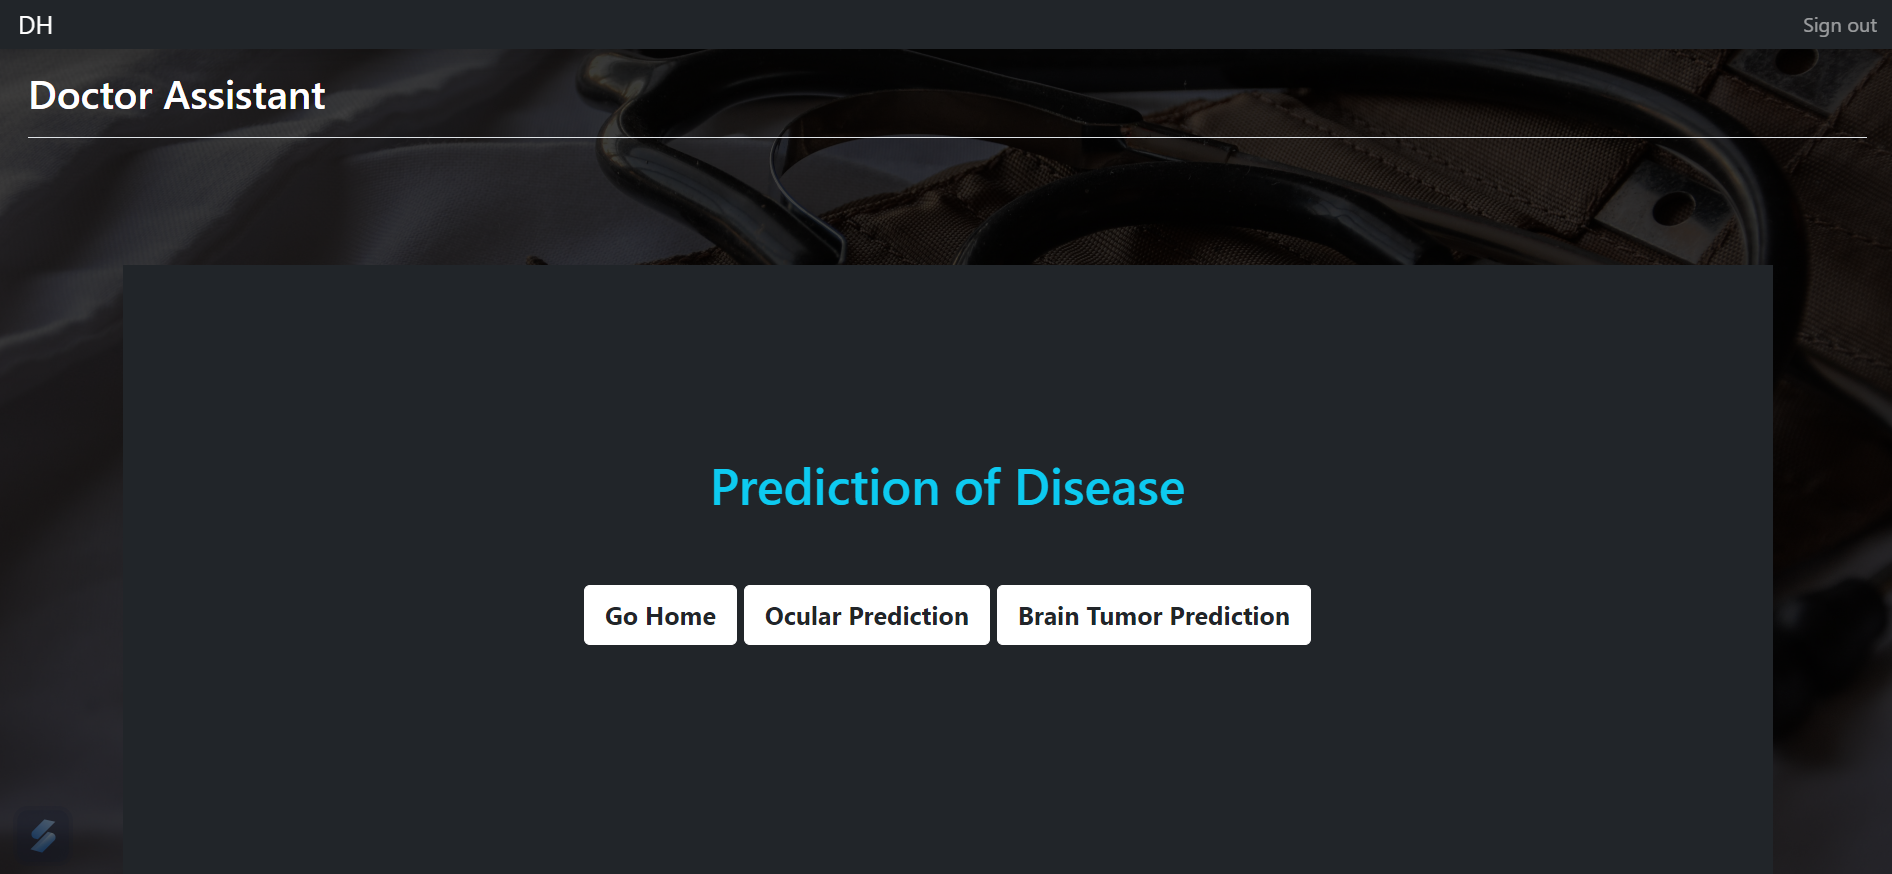 DH
Sign out
Doctor Assistant
Prediction of Disease
Go Home
Ocular Prediction
Brain Tumor Prediction